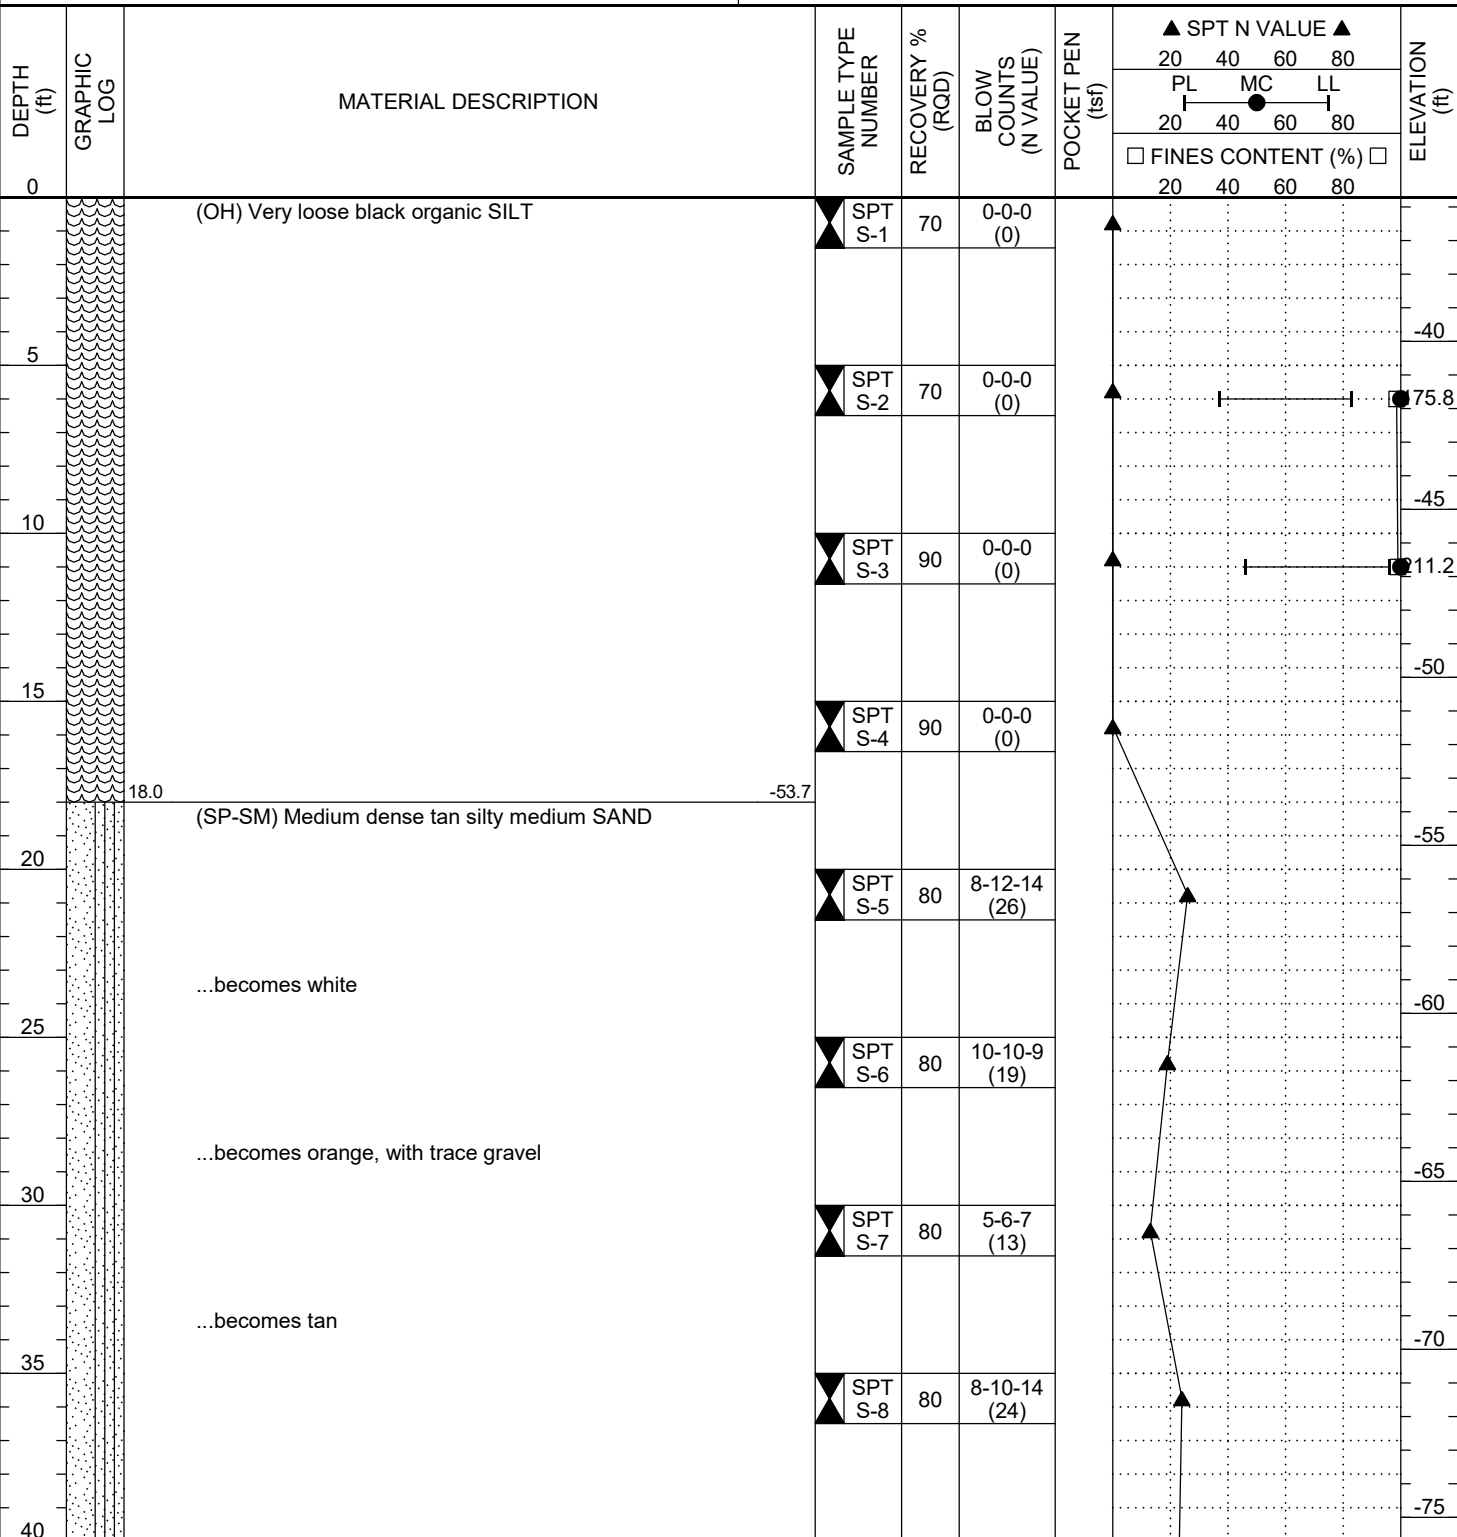 DEPTH
(ft)
GRAPHIC
LOG
MATERIAL DESCRIPTION
SAMPLE TYPE
NUMBER
RECOVERY %
(RQD)
BLOW
COUNTS
(N VALUE)
POCKET PEN
(tsf)
▲ SPT N VALUE ▲
20 40 60 80
PL MC LL
20 40 60 80
□ FINES CONTENT (%) □
20 40 60 80
ELEVATION
(ft)
0
(OH) Very loose black organic SILT
SPT
S-1
70
0-0-0
(0)
-40
5
SPT
S-2
70
0-0-0
(0)
175.8
-45
10
SPT
S-3
90
0-0-0
(0)
211.2
-50
15
SPT
S-4
90
0-0-0
(0)
18.0 -53.7
(SP-SM) Medium dense tan silty medium SAND
-55
20
SPT
S-5
80
8-12-14
(26)
...becomes white
-60
25
SPT
S-6
80
10-10-9
(19)
...becomes orange, with trace gravel
-65
30
SPT
S-7
80
5-6-7
(13)
...becomes tan
-70
35
SPT
S-8
80
8-10-14
(24)
-75
40